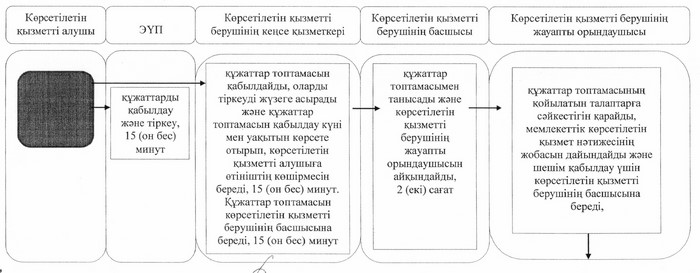 Көрсетілетін
қызметті алушы
ЭҮП
Көрсетілетін қызметті
берушінің кеңсе қызметкері
Көрсетілетін қызметті
берушінің басшысы
Көрсетілетін қызметті берушінің
жауапты орындаушысы
құжаттарды
қабылдау
және тіркеу,
15 (он бес)
минут
құжаттар топтамасын
қабылдайды, оларды
тіркеуді жүзеге асырады
және құжаттар
топтамасын қабылдау күні
мен уақытын көрсете
отырып, көрсетілетін
қызметті алушыға
өтініштің көшірмесін
береді, 15 (он бес) минут.
Құжаттар топтамасын
көрсетілетін қызметті
берушінің басшысына
береді, 15 (он бес) минут
құжаттар
топтамасымен
танысады және
көрсетілетін
қызметті
берушінің
жауапты
орындаушысын
айқындайды,
2 (екі) сағат
құжаттар топтамасының
қойылатын талаптарға
сәйкестігін қарайды,
мемлекеттік көрсетілетін
қызмет нәтижесінің
жобасын дайындайды және
шешім қабылдау үшін
көрсетілетін қызметті
берушінің басшысына
береді,